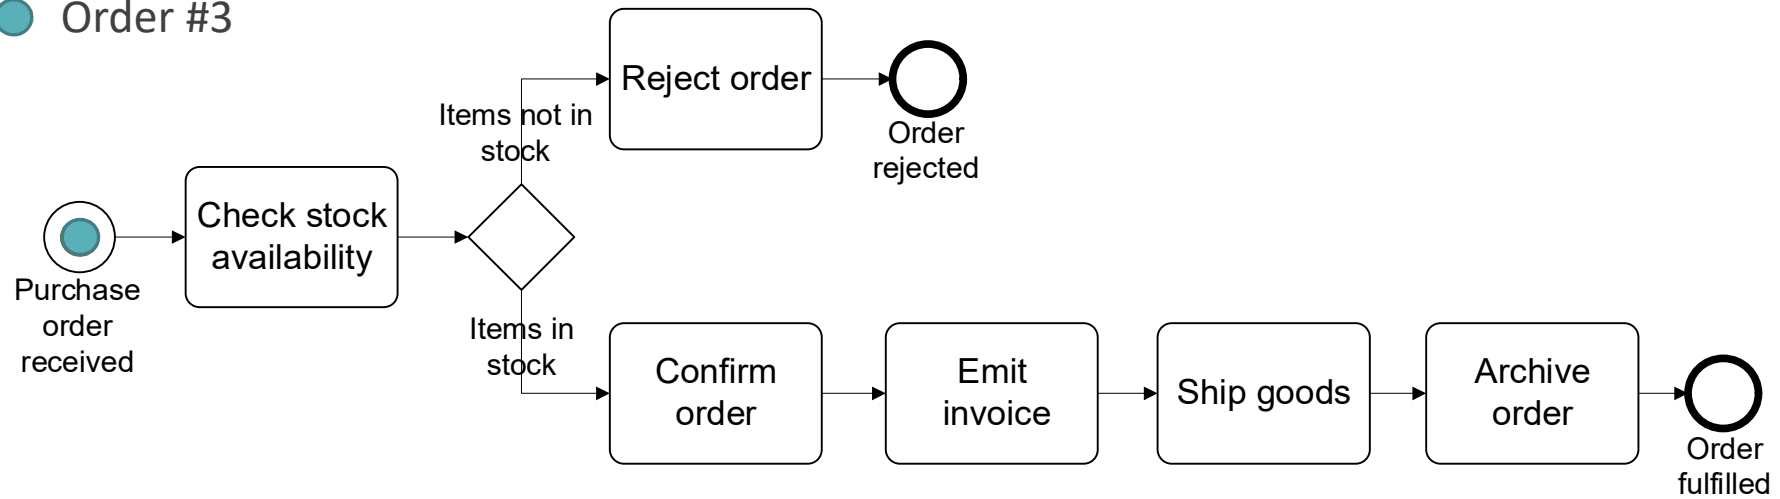 Order #3
Reject order
Items not in
stock
Order
rejected
Check stock
availability
Purchase
order
received
Items in
stock
Confirm
order
Emit
invoice
Ship goods
Archive
order
Order
fulfilled